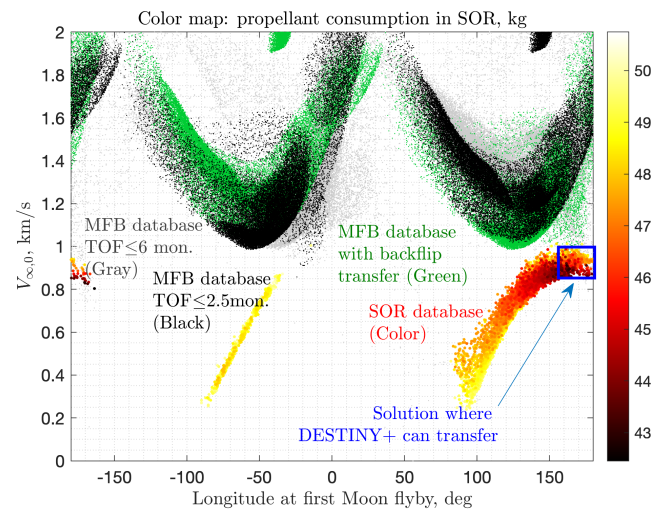 Color map: propellant consumption in SOR, kg
2
1.8
1.6
1.4
1.2
1
0.8
0.6
0.4
0.2
0
V∞,0, km/s
MFB database
TOF≤6 mon.
(Gray)
MFB database
TOF≤2.5mon.
(Black)
MFB database
with backflip
transfer (Green)
SOR database
(Color)
Solution where
DESTINY+ can transfer
-150
-100
-50
0
50
100
150
Longitude at first Moon flyby, deg
50
49
48
47
46
45
44
43